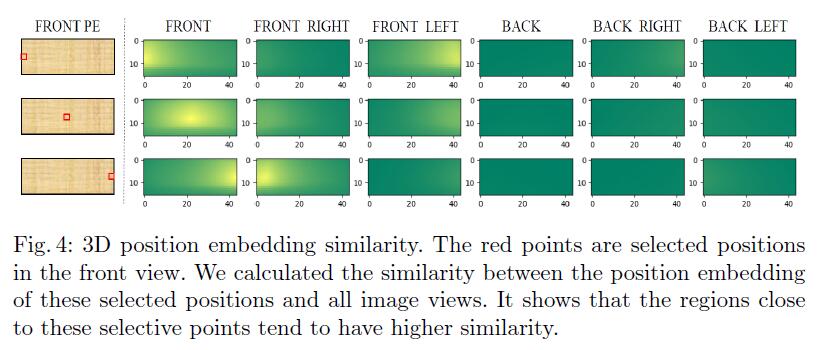 FRONT PE FRONT FRONT RIGHT FRONT LEFT BACK BACK RIGHT BACK LEFT
0 0 0 0 0 0
10 10 10 10 10 10
0 20 40 0 20 40 0 20 40 0 20 40 0 20 40 0 20 40
0 0 0 0 0 0
10 10 10 10 10 10
0 20 40 0 20 40 0 20 40 0 20 40 0 20 40 0 20 40
0 0 0 0 0 0
10 10 10 10 10 10
0 20 40 0 20 40 0 20 40 0 20 40 0 20 40 0 20 40
Fig. 4: 3D position embedding similarity. The red points are selected positions
in the front view. We calculated the similarity between the position embedding
of these selected positions and all image views. It shows that the regions close
to these selective points tend to have higher similarity.